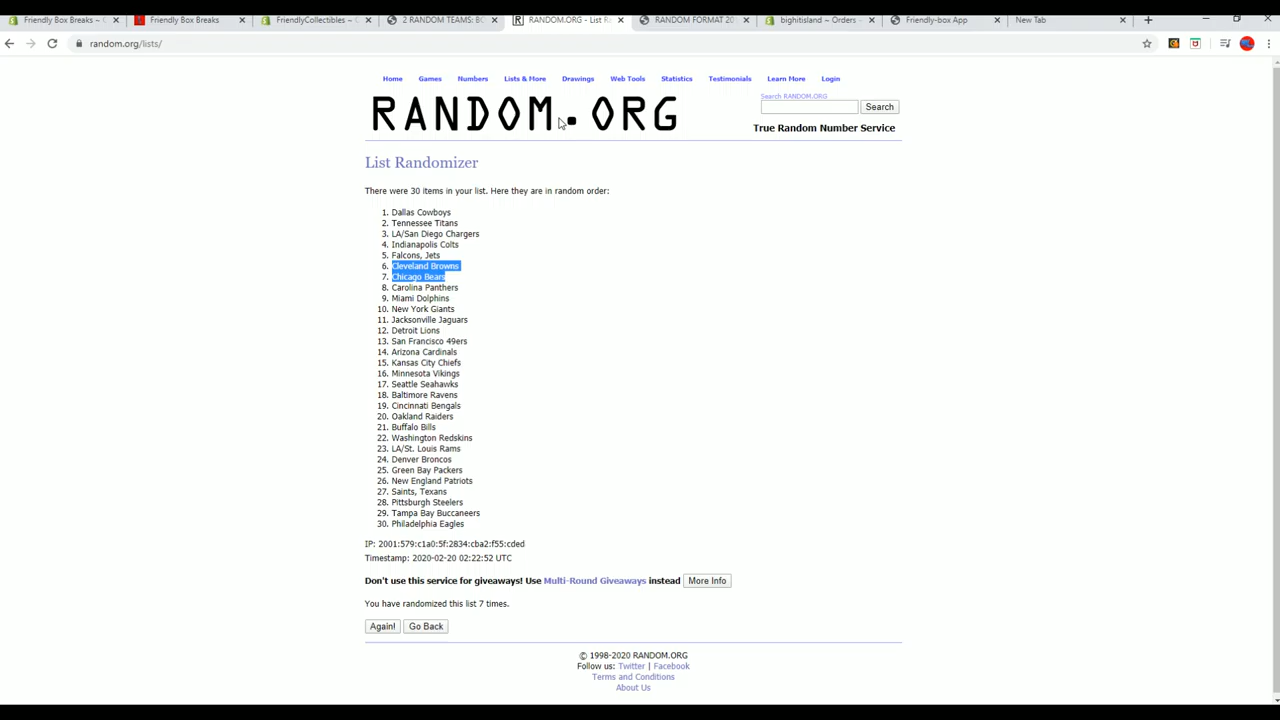 Friendly Box Breaks ~ C
Friendly Box Breaks
FriendlyCollectibles ~ C
2 RANDOM TEAMS: BO
RANDOM.ORG - List R
RANDOM FORMAT 20
bighitisland ~ Orders ~
Friendly-box App
New Tab
random.org/lists/
Home Games Numbers Lists & More Drawings Web Tools Statistics Testimonials Learn More Login
RANDOM.ORG
Search RANDOM.ORG
Search
True Random Number Service
List Randomizer
There were 30 items in your list. Here they are in random order:
1. Dallas Cowboys
2. Tennessee Titans
3. LA/San Diego Chargers
4. Indianapolis Colts
5. Falcons, Jets
6. Cleveland Browns
7. Chicago Bears
8. Carolina Panthers
9. Miami Dolphins
10. New York Giants
11. Jacksonville Jaguars
12. Detroit Lions
13. San Francisco 49ers
14. Arizona Cardinals
15. Kansas City Chiefs
16. Minnesota Vikings
17. Seattle Seahawks
18. Baltimore Ravens
19. Cincinnati Bengals
20. Oakland Raiders
21. Buffalo Bills
22. Washington Redskins
23. LA/St. Louis Rams
24. Denver Broncos
25. Green Bay Packers
26. New England Patriots
27. Saints, Texans
28. Pittsburgh Steelers
29. Tampa Bay Buccaneers
30. Philadelphia Eagles
IP: 2001:579:c1a0:5f:2834:cba2:f55:cded
Timestamp: 2020-02-20 02:22:52 UTC
Don't use this service for giveaways! Use Multi-Round Giveaways instead More Info
You have randomized this list 7 times.
Again! Go Back
© 1998-2020 RANDOM.ORG
Follow us: Twitter | Facebook
Terms and Conditions
About Us